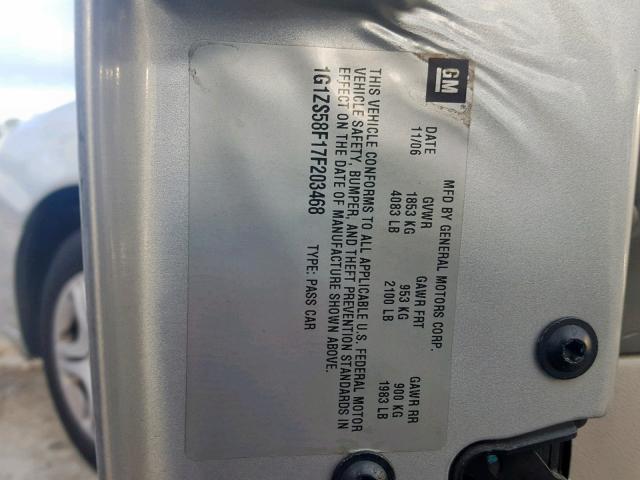 GM
MFD BY GENERAL MOTORS CORP.
DATE GVWR GAWR FRT GAWR RR
11/06 1853 KG 953 KG 900 KG
4083 LB 2100 LB 1983 LB
THIS VEHICLE CONFORMS TO ALL APPLICABLE U.S. FEDERAL MOTOR
VEHICLE SAFETY, BUMPER, AND THEFT PREVENTION STANDARDS IN
EFFECT ON THE DATE OF MANUFACTURE SHOWN ABOVE.
1G1ZS58F17F203468 TYPE: PASS CAR